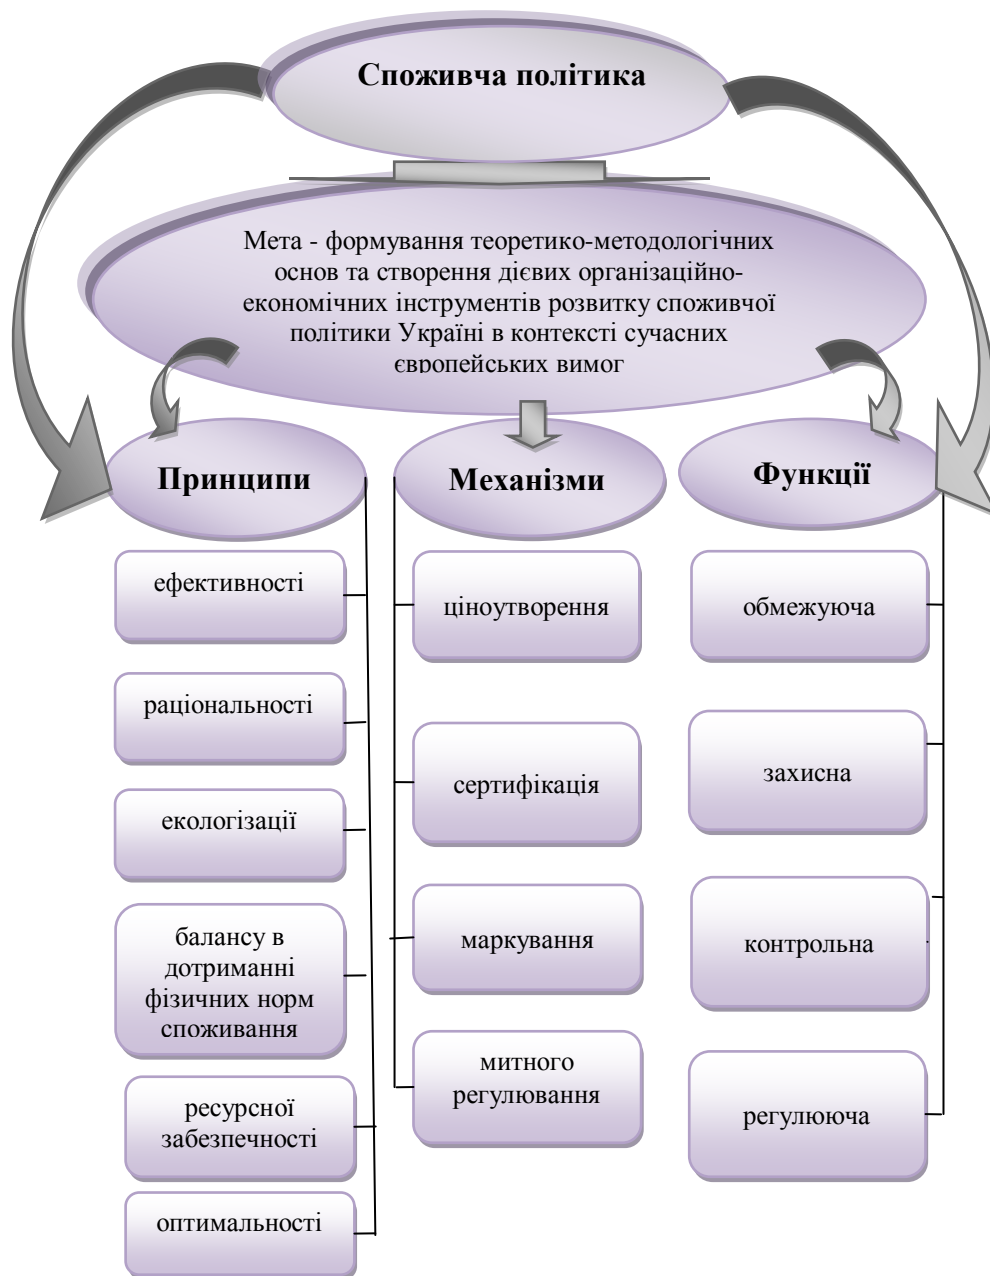 Споживча політика
Мета - формування теоретико-методологічних
основ та створення дієвих організаційно-
економічних інструментів розвитку споживчої
політики Україні в контексті сучасних
європейських вимог
Принципи
ефективності
раціональності
екологізації
балансу в
дотриманні
фізичних норм
споживання
ресурсної
забезпечності
оптимальності
Механізми
ціноутворення
сертифікація
маркування
митного
регулювання
Функції
обмежуюча
захисна
контрольна
регулююча